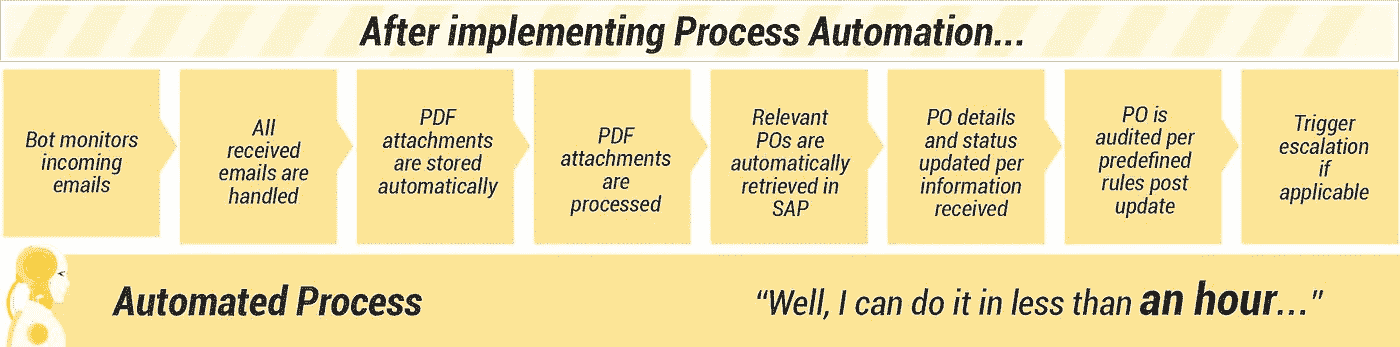 After implementing Process Automation...
Bot monitors
incoming
emails
All
received
emails are
handled
PDF
attachments
are stored
automatically
PDF
attachments
are
processed
Relevant
POs are
automatically
retrieved in
SAP
PO details
and status
updated per
information
received
PO is
audited per
predefined
rules post
update
Trigger
escalation
if
applicable
Automated Process
“Well, I can do it in less than an hour...”